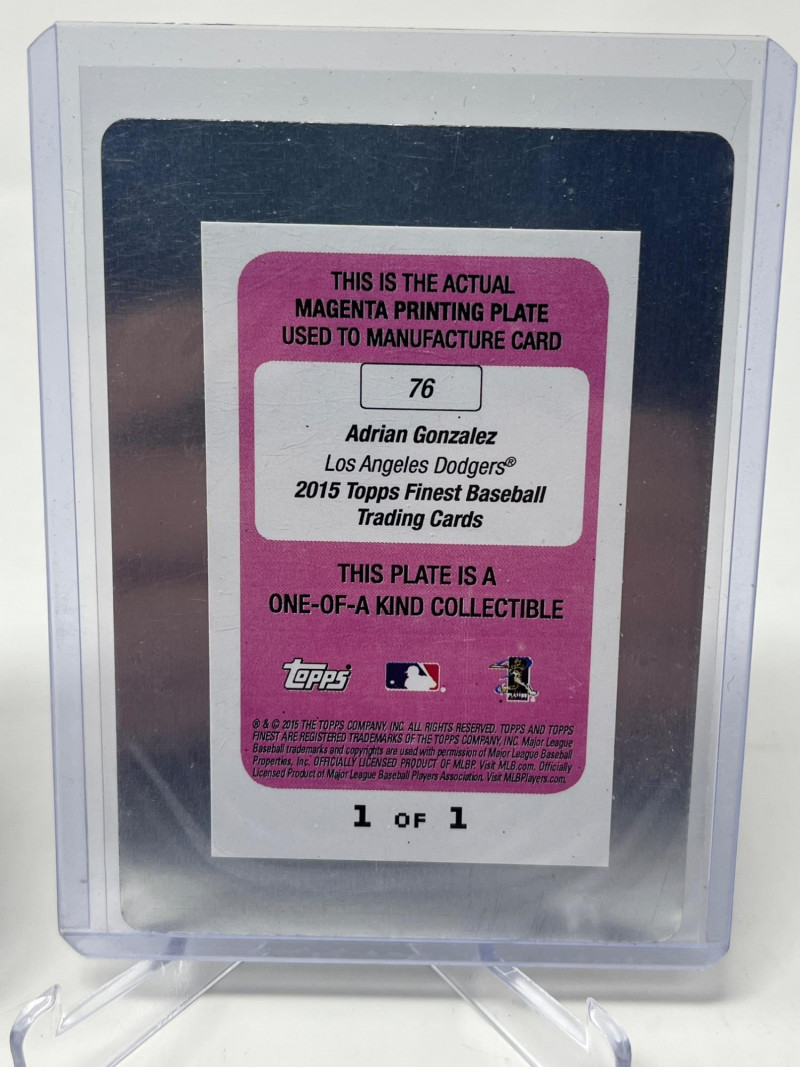 THIS IS THE ACTUAL
MAGENTA PRINTING PLATE
USED TO MANUFACTURE CARD
76
Adrian Gonzalez
Los Angeles Dodgers®
2015 Topps Finest Baseball
Trading Cards
THIS PLATE IS A
ONE-OF-A KIND COLLECTIBLE
topps®
PLAYERS
® & © 2015 THE TOPPS COMPANY, INC. ALL RIGHTS RESERVED. TOPPS AND TOPPS
FINEST ARE REGISTERED TRADEMARKS OF THE TOPPS COMPANY, INC. Major League
Baseball trademarks and copyrights are used with permission of Major League Baseball
Properties, Inc. OFFICIALLY LICENSED PRODUCT OF MLBP. Visit MLB.com. Officially
Licensed Product of Major League Baseball Players Association. Visit MLBPlayers.com.
1 OF 1